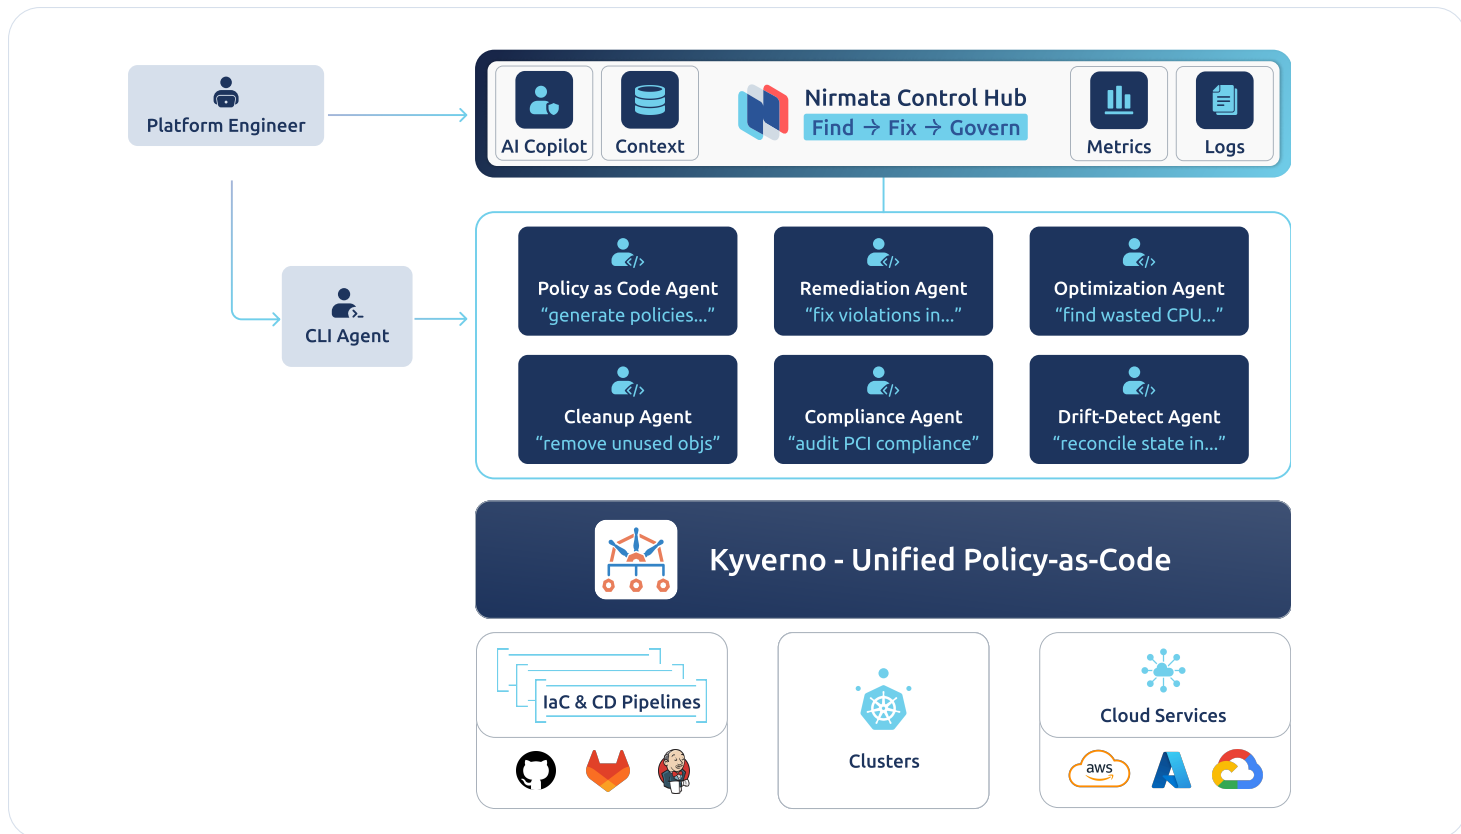 Platform Engineer
AI Copilot
Context
Nirmata Control Hub
Find → Fix → Govern
Metrics
Logs
CLI Agent
Policy as Code Agent
“generate policies...”
Remediation Agent
“fix violations in...”
Optimization Agent
“find wasted CPU...”
Cleanup Agent
“remove unused objs”
Compliance Agent
“audit PCI compliance”
Drift-Detect Agent
“reconcile state in...”
Kyverno - Unified Policy-as-Code
IaC & CD Pipelines
Clusters
Cloud Services
aws